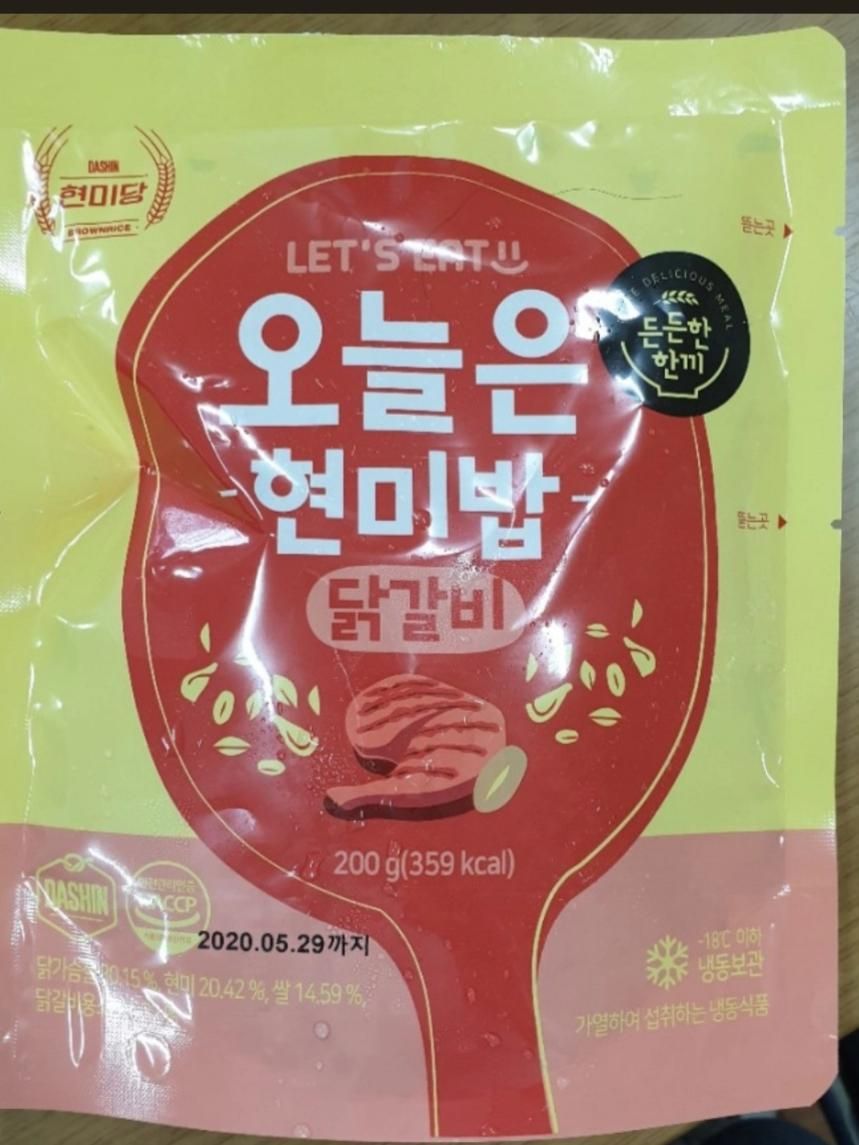 DASHIN
현미당
BROWNRICE
LET'S EAT
오늘은
현미밥
닭갈비
DELICIOUS MEAL
든든한
한끼
뜯는곳
뜯는곳
200 g(359 kcal)
DASHIN
2020.05.29까지
현미 20.42 %, 쌀 14.59 %,
-18℃ 이하
냉동보관
가열하여 섭취하는 냉동식품